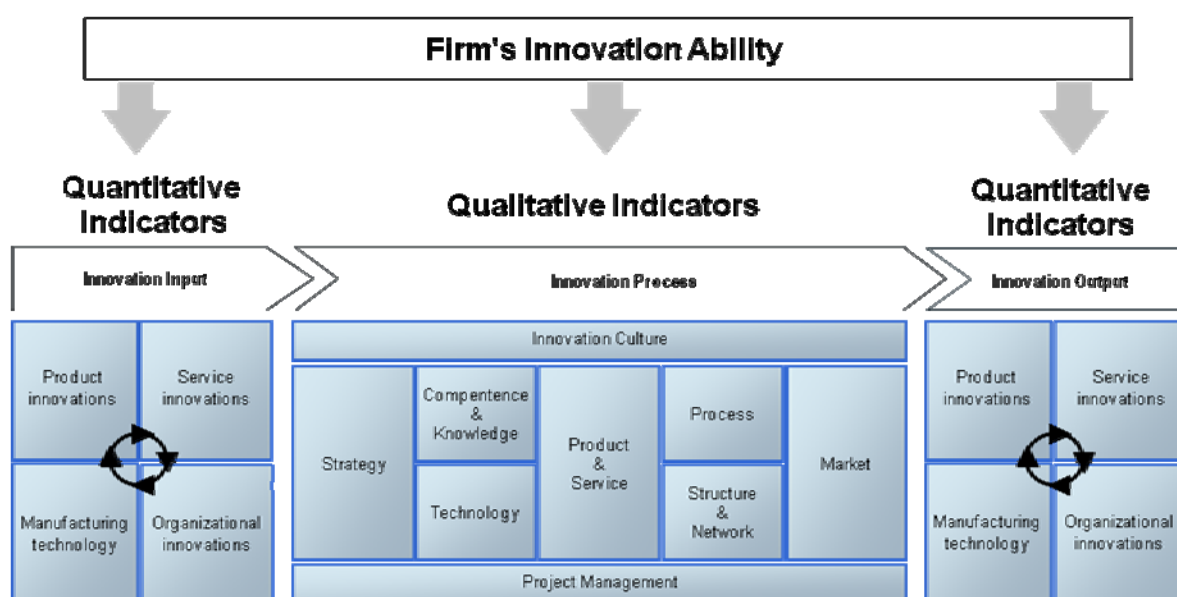 Firm's Innovation Ability
Quantitative
Indicators
Qualitative Indicators
Quantitative
Indicators
Innovation Input
Innovation Process
Innovation Output
Product
innovations
Service
innovations
Manufacturing
technology
Organizational
innovations
Innovation Culture
Strategy
Compentence
&
Knowledge
Technology
Product
&
Service
Process
Structure
&
Network
Market
Project Management
Product
innovations
Service
innovations
Manufacturing
technology
Organizational
innovations